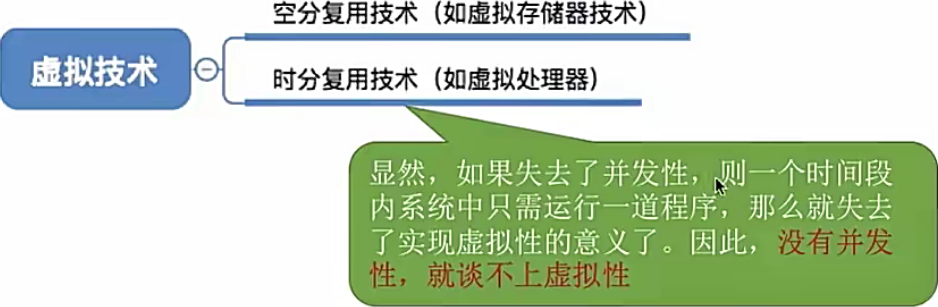 空分复用技术（如虚拟存储器技术）
虚拟技术
时分复用技术（如虚拟处理器）
显然，如果失去了并发性，则一个时间段
内系统中只需运行一道程序，那么就失去
了实现虚拟性的意义了。因此，没有并发
性，就谈不上虚拟性